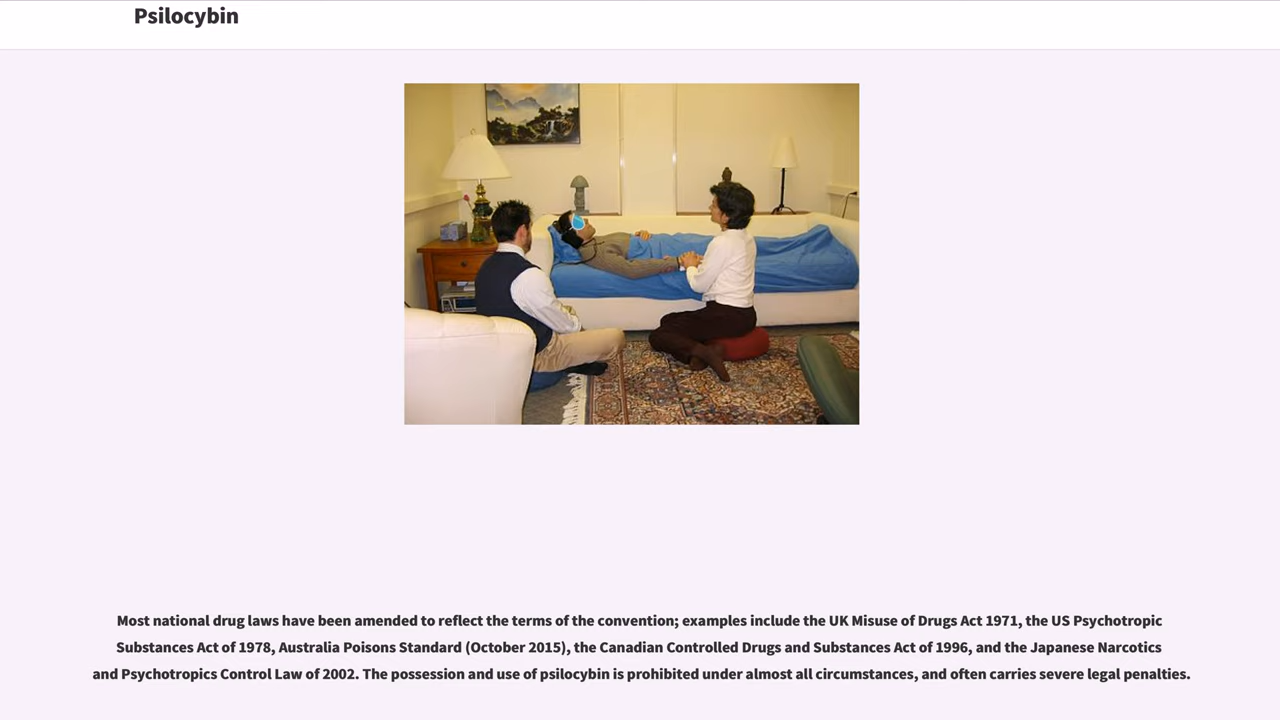 Psilocybin
Most national drug laws have been amended to reflect the terms of the convention; examples include the UK Misuse of Drugs Act 1971, the US Psychotropic
Substances Act of 1978, Australia Poisons Standard (October 2015), the Canadian Controlled Drugs and Substances Act of 1996, and the Japanese Narcotics
and Psychotropics Control Law of 2002. The possession and use of psilocybin is prohibited under almost all circumstances, and often carries severe legal penalties.